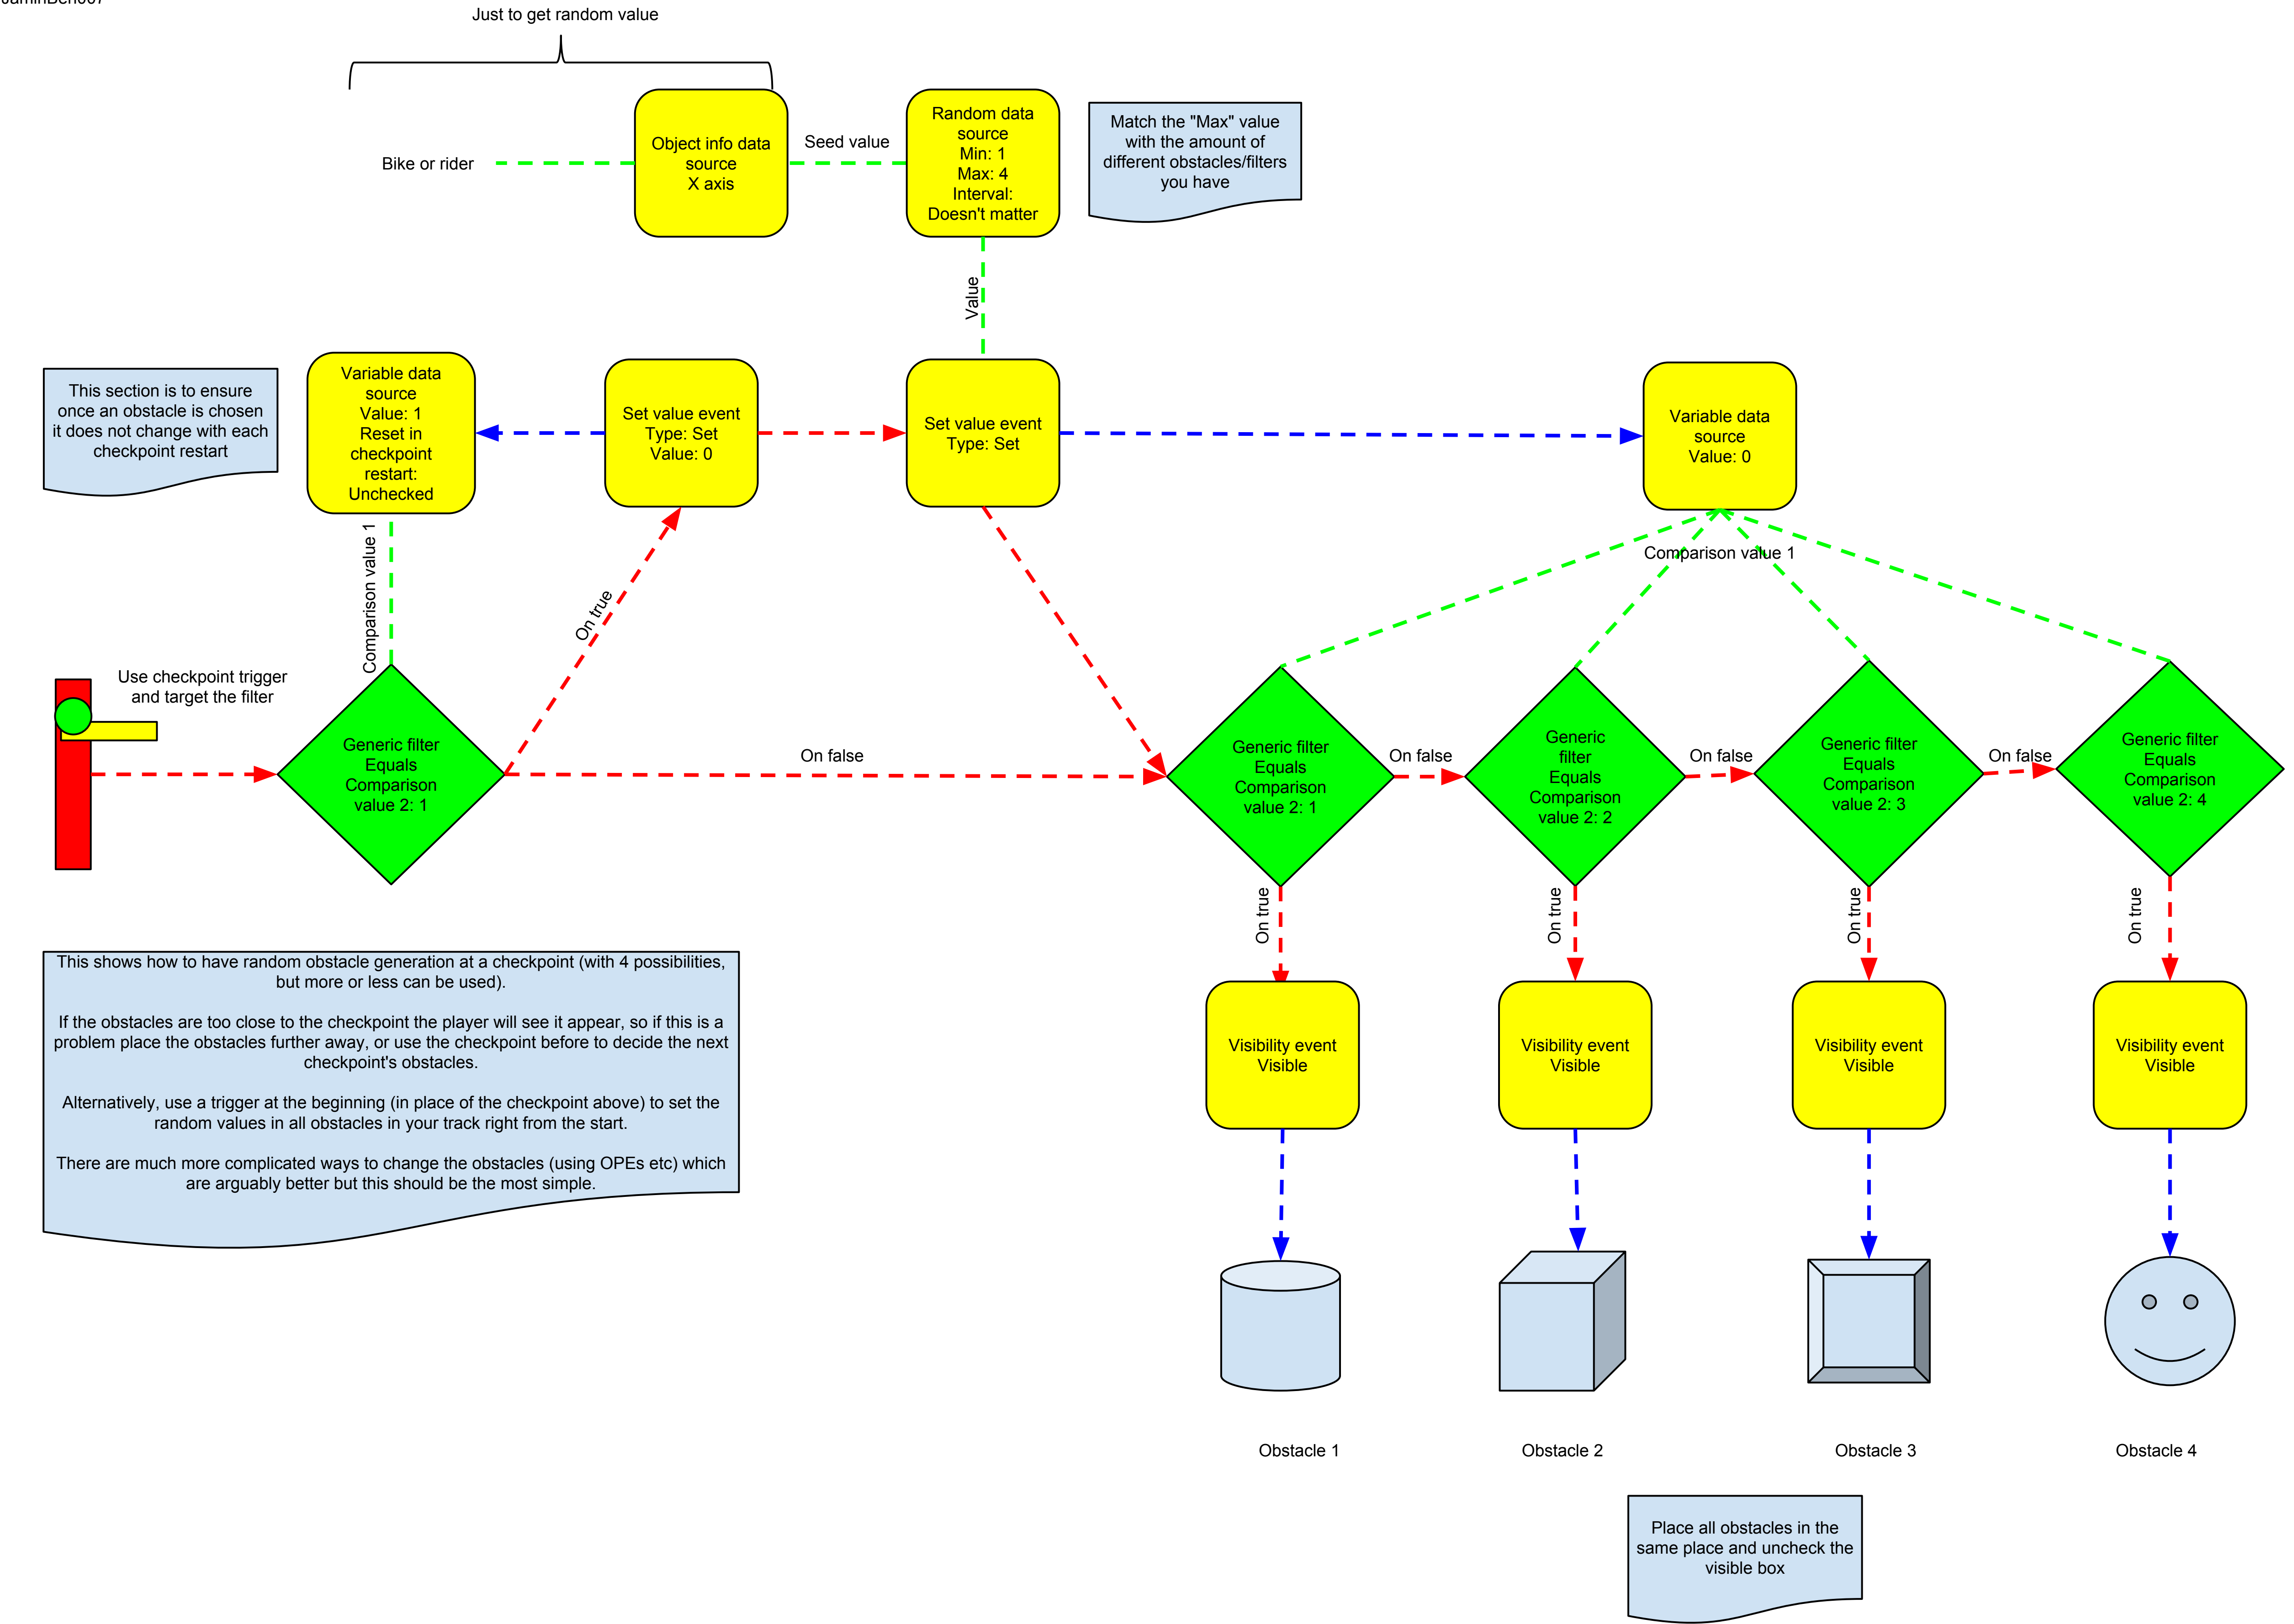 Just to get random value
Bike or rider
Object info data
source
X axis
Seed value
Random data
source
Min: 1
Max: 4
Interval:
Doesn't matter
Match the "Max" value
with the amount of
different obstacles/filters
you have
Value
This section is to ensure
once an obstacle is chosen
it does not change with each
checkpoint restart
Variable data
source
Value: 1
Reset in
checkpoint
restart:
Unchecked
Set value event
Type: Set
Value: 0
Set value event
Type: Set
Variable data
source
Value: 0
Comparison value 1
On true
Comparison value 1
Use checkpoint trigger
and target the filter
Generic filter
Equals
Comparison
value 2: 1
On false
Generic filter
Equals
Comparison
value 2: 1
On false
Generic
filter
Equals
Comparison
value 2: 2
On false
Generic filter
Equals
Comparison
value 2: 3
On false
Generic filter
Equals
Comparison
value 2: 4
On true
On true
On true
On true
This shows how to have random obstacle generation at a checkpoint (with 4 possibilities,
but more or less can be used).
If the obstacles are too close to the checkpoint the player will see it appear, so if this is a
problem place the obstacles further away, or use the checkpoint before to decide the next
checkpoint's obstacles.
Alternatively, use a trigger at the beginning (in place of the checkpoint above) to set the
random values in all obstacles in your track right from the start.
There are much more complicated ways to change the obstacles (using OPEs etc) which
are arguably better but this should be the most simple.
Visibility event
Visible
Visibility event
Visible
Visibility event
Visible
Visibility event
Visible
Obstacle 1
Obstacle 2
Obstacle 3
Obstacle 4
Place all obstacles in the
same place and uncheck the
visible box